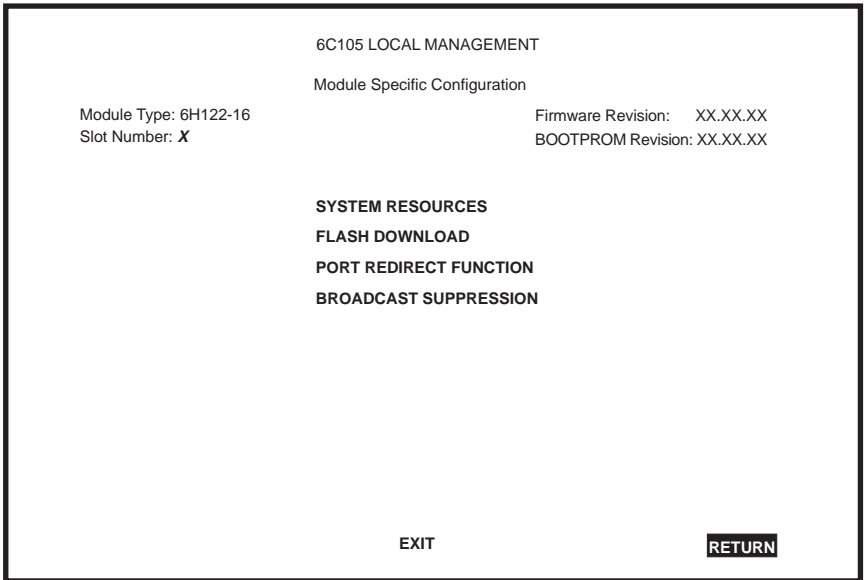 6C105 LOCAL MANAGEMENT
Module Specific Configuration
Module Type: 6H122-16 Firmware Revision: XX.XX.XX
Slot Number: X BOOTPROM Revision: XX.XX.XX
SYSTEM RESOURCES
FLASH DOWNLOAD
PORT REDIRECT FUNCTION
BROADCAST SUPPRESSION
EXIT RETURN